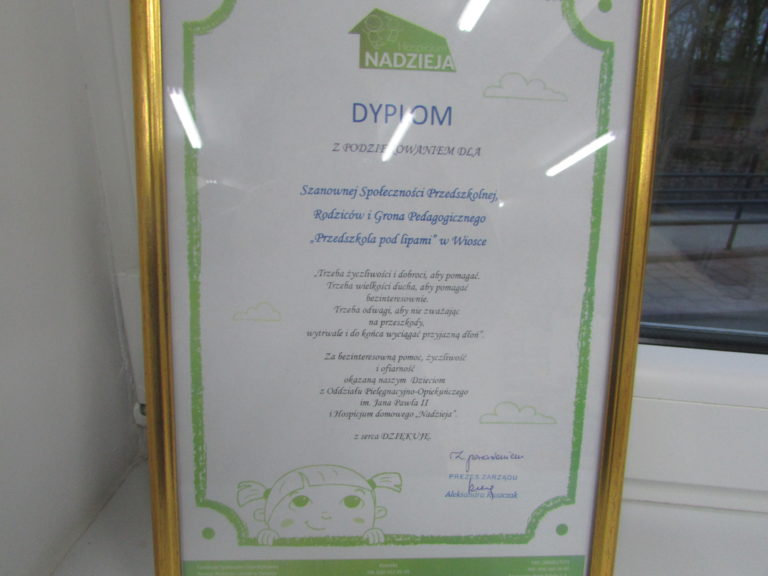 Hospicjum
NADZIEJA
DYPLOM
Z PODZIĘKOWANIEM DLA
Szanownej Społeczności Przedszkolnej,
Rodziców i Grona Pedagogicznego
„Przedszkola pod lipami" w Wiosce
„Trzeba życzliwości i dobroci, aby pomagać.
Trzeba wielkości ducha, aby pomagać
bezinteresownie.
Trzeba odwagi, aby nie zważając
na przeszkody,
wytrwale i do końca wyciągać przyjazną dłoń".
Za bezinteresowną pomoc, życzliwość
i ofiarność
okazaną naszym Dzieciom
z Oddziału Pielęgnacyjno-Opiekuńczego
im. Jana Pawła II
i Hospicjum domowego „Nadzieja".
z serca DZIĘKUJĘ.
Z poważaniem
PREZES ZARZĄDU
Aleksandra
Kontakt